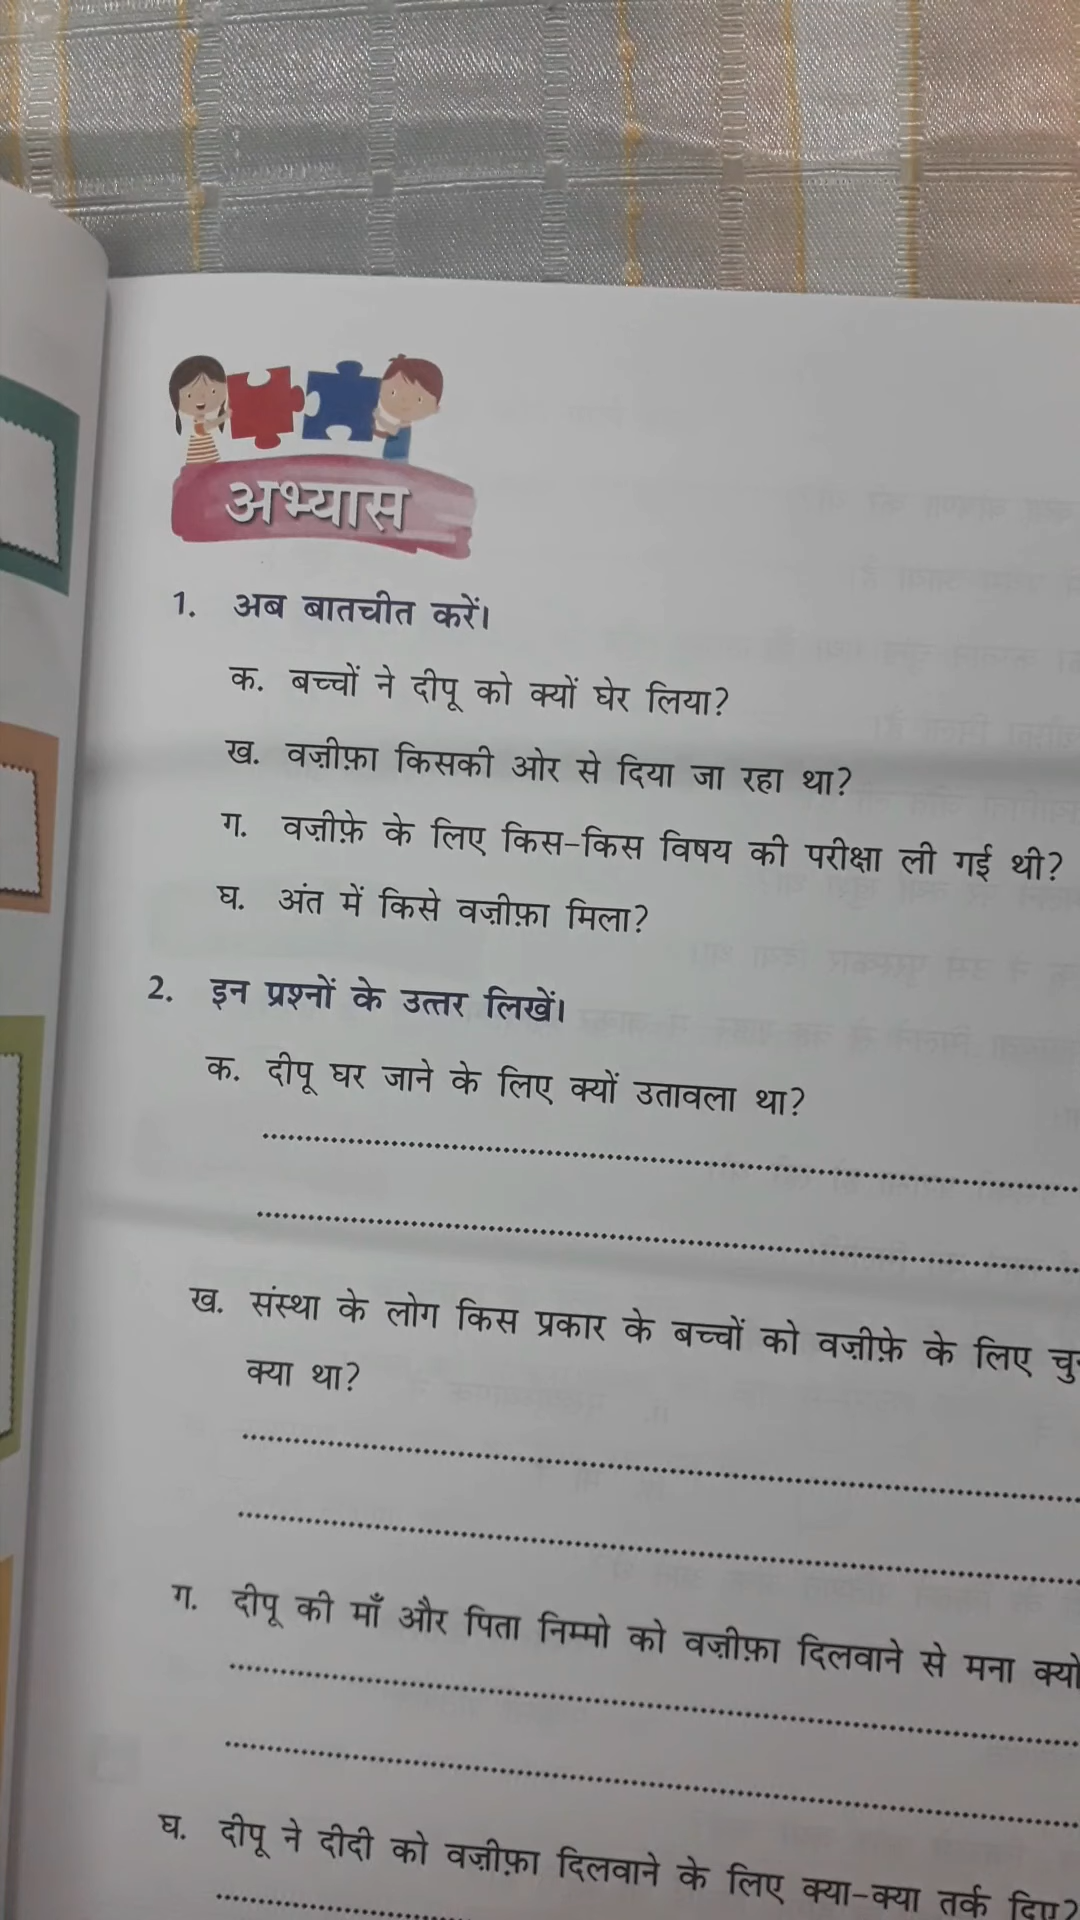 अभ्यास
1. अब बातचीत करें।
क. बच्चों ने दीपू को क्यों घेर लिया?
ख. वज़ीफ़ा किसकी ओर से दिया जा रहा था?
ग. वज़ीफ़े के लिए किस-किस विषय की परीक्षा ली गई थी?
घ. अंत में किसे वज़ीफ़ा मिला?
2. इन प्रश्नों के उत्तर लिखें।
क. दीपू घर जाने के लिए क्यों उतावला था?
ख. संस्था के लोग किस प्रकार के बच्चों को वज़ीफ़े के लिए
क्या था?
ग. दीपू की माँ और पिता निम्मो को वज़ीफ़ा दिलवाने से मना
घ. दीपू ने दीदी को वज़ीफ़ा दिलवाने के लिए क्या-क्या तर्क दिए?